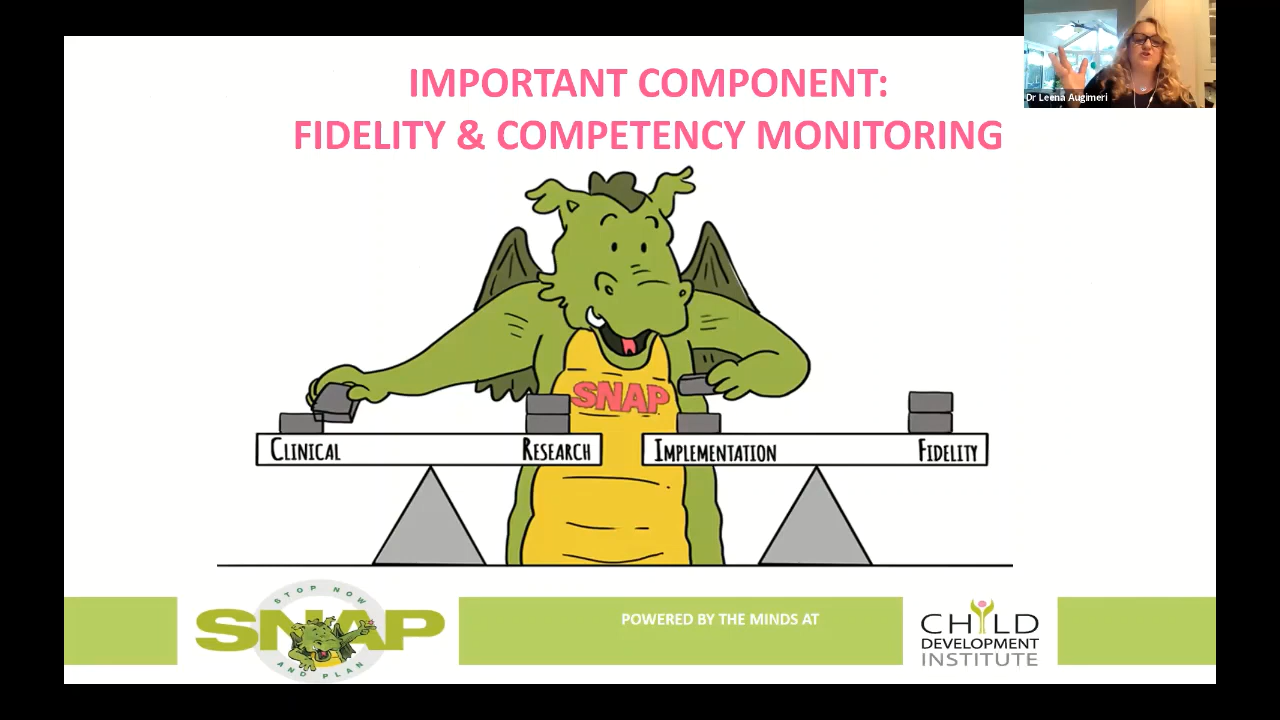 IMPORTANT COMPONENT:
FIDELITY & COMPETENCY MONITORING
Dr Leena Augimeri
SNAP
CLINICAL RESEARCH IMPLEMENTATION FIDELITY
STOP NOW
SNAP
AND PLAN
POWERED BY THE MINDS AT
CHILD
DEVELOPMENT
INSTITUTE